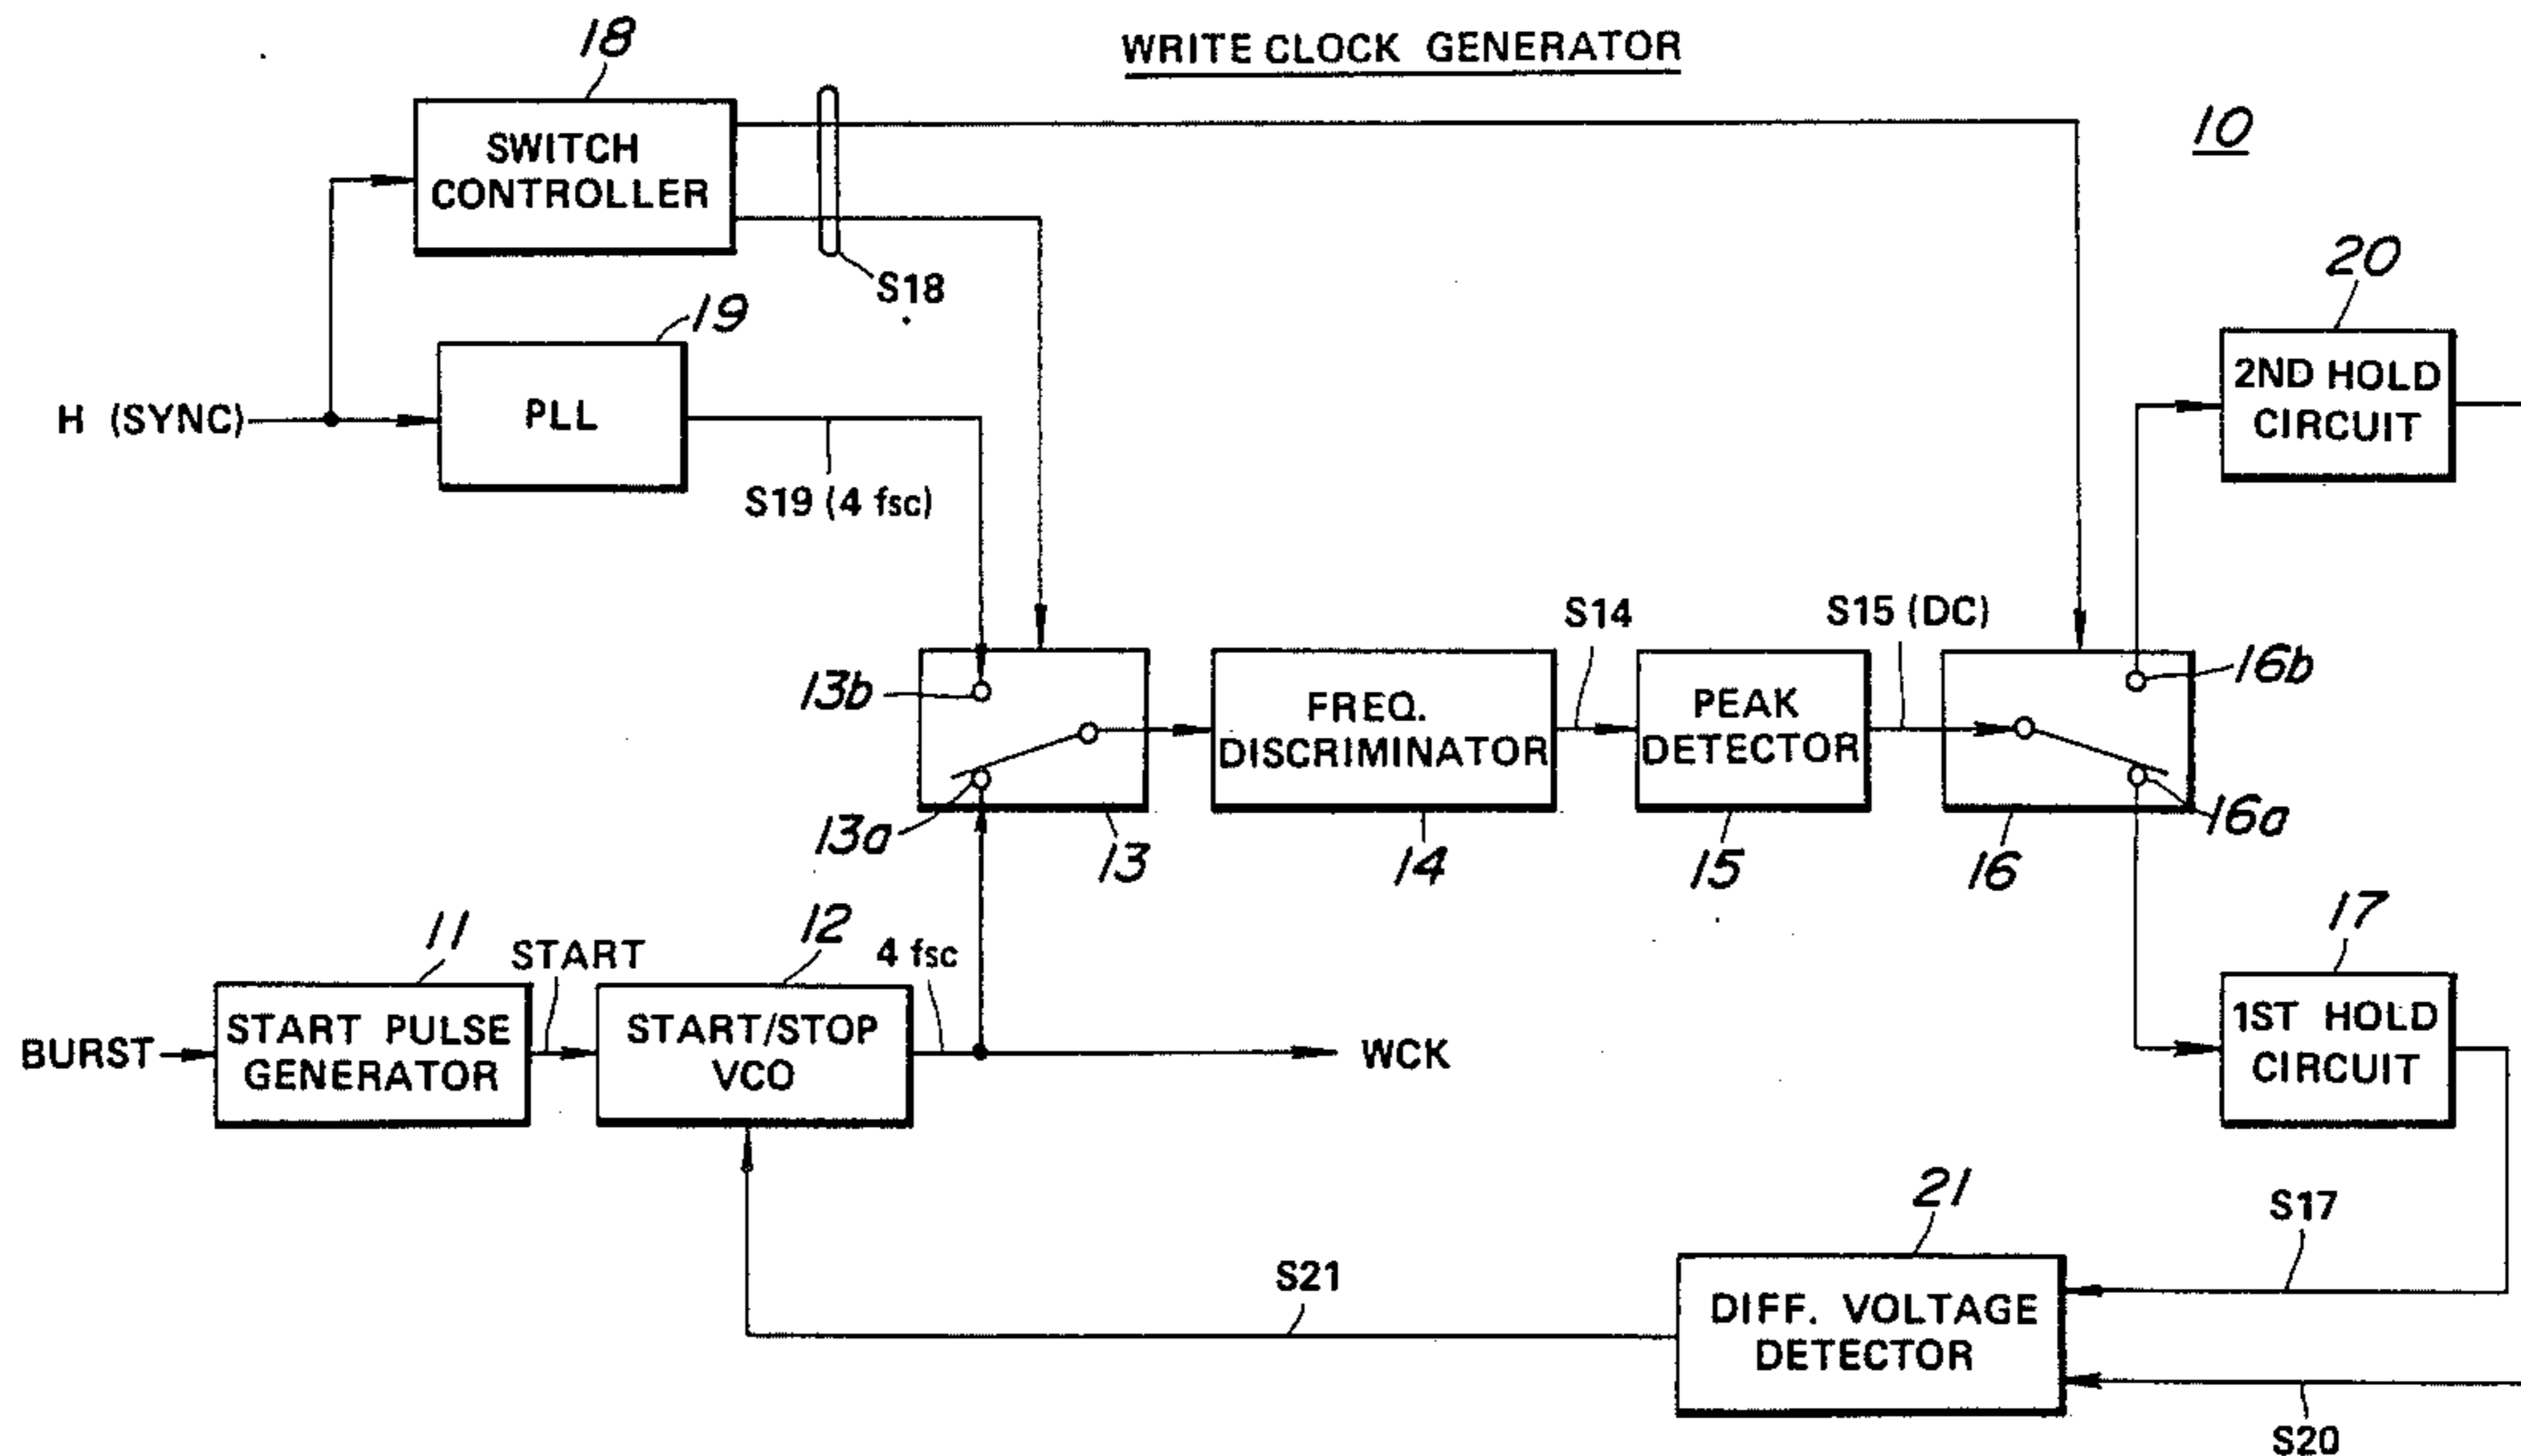 WRITE CLOCK GENERATOR
10
18
SWITCH
CONTROLLER
S18
19
PLL
H (SYNC)
S19 (4 fsc)
20
2ND HOLD
CIRCUIT
13b
13a
13
FREQ.
DISCRIMINATOR
14
S14
PEAK
DETECTOR
15
S15 (DC)
16b
16a
16
BURST
11
START PULSE
GENERATOR
START
12
START/STOP
VCO
4 fsc
WCK
17
1ST HOLD
CIRCUIT
S17
21
DIFF. VOLTAGE
DETECTOR
S21
S20